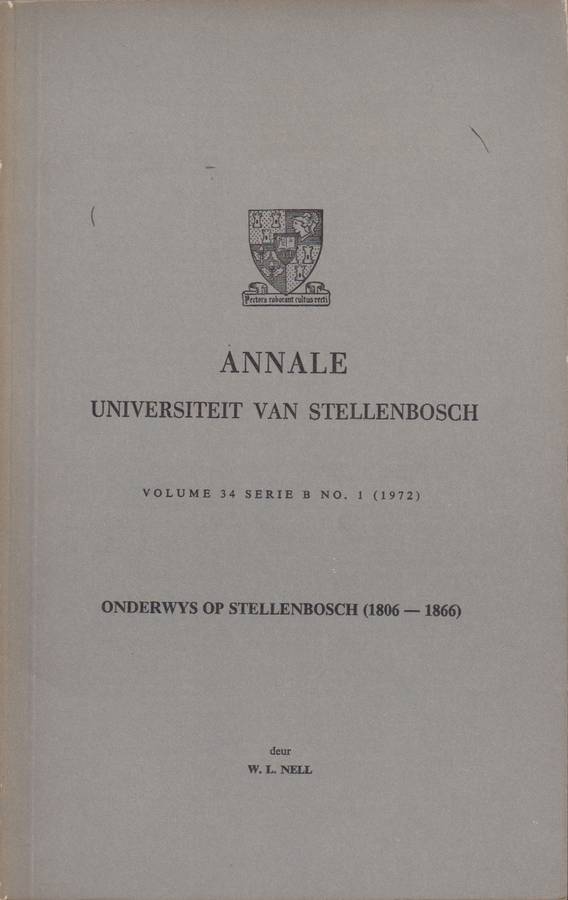 Pectora roborant cultus recti
ANNALE
UNIVERSITEIT VAN STELLENBOSCH
VOLUME 34 SERIE B NO. 1 (1972)
ONDERWYS OP STELLENBOSCH (1806 — 1866)
deur
W. L. NELL